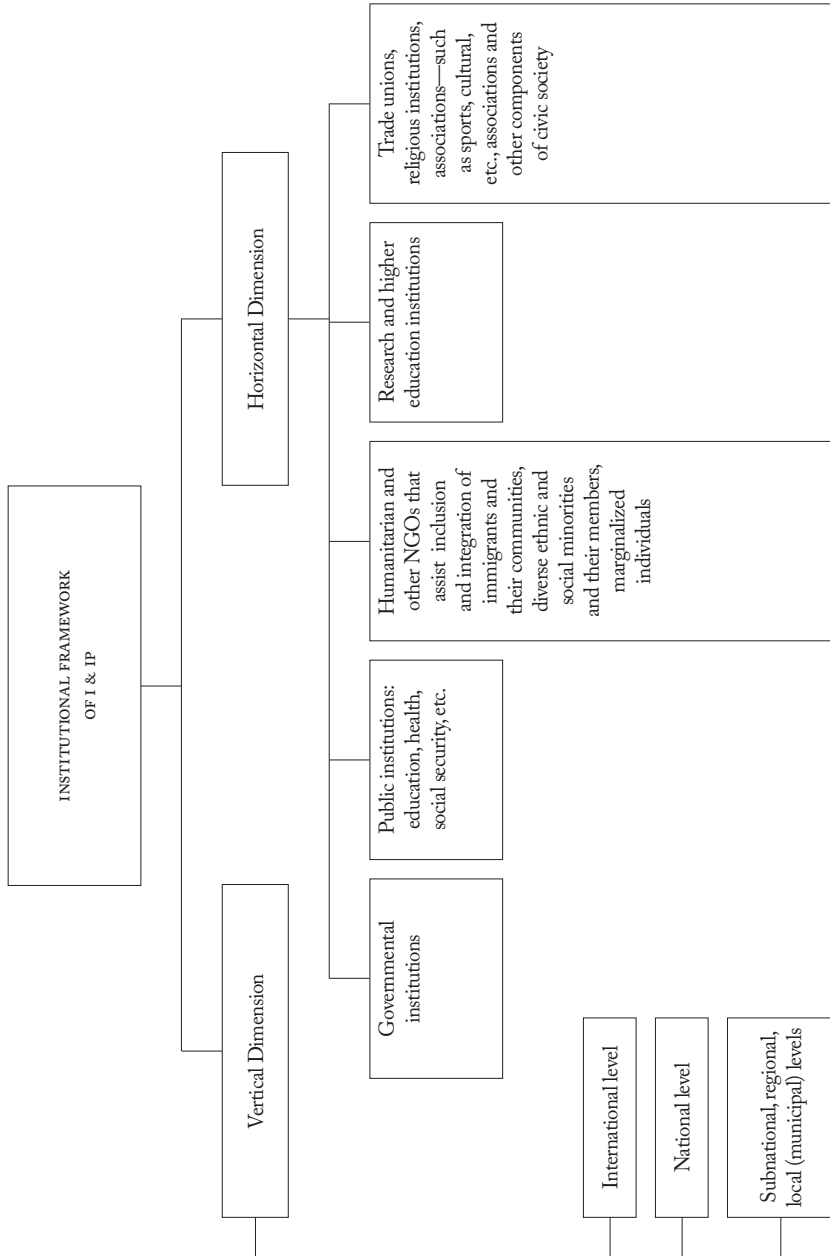 INSTITUTIONAL FRAMEWORK
OF I & IP
Vertical Dimension
Horizontal Dimension
Governmental
institutions
Public institutions:
education, health,
social security, etc.
Humanitarian and
other NGOs that
assist inclusion
and integration of
immigrants and
their communities,
diverse ethnic and
social minorities
and their members,
marginalized
individuals
Research and higher
education institutions
Trade unions,
religious institutions,
associations—such
as sports, cultural,
etc., associations and
other components
of civic society
International level
National level
Subnational, regional,
local (municipal) levels